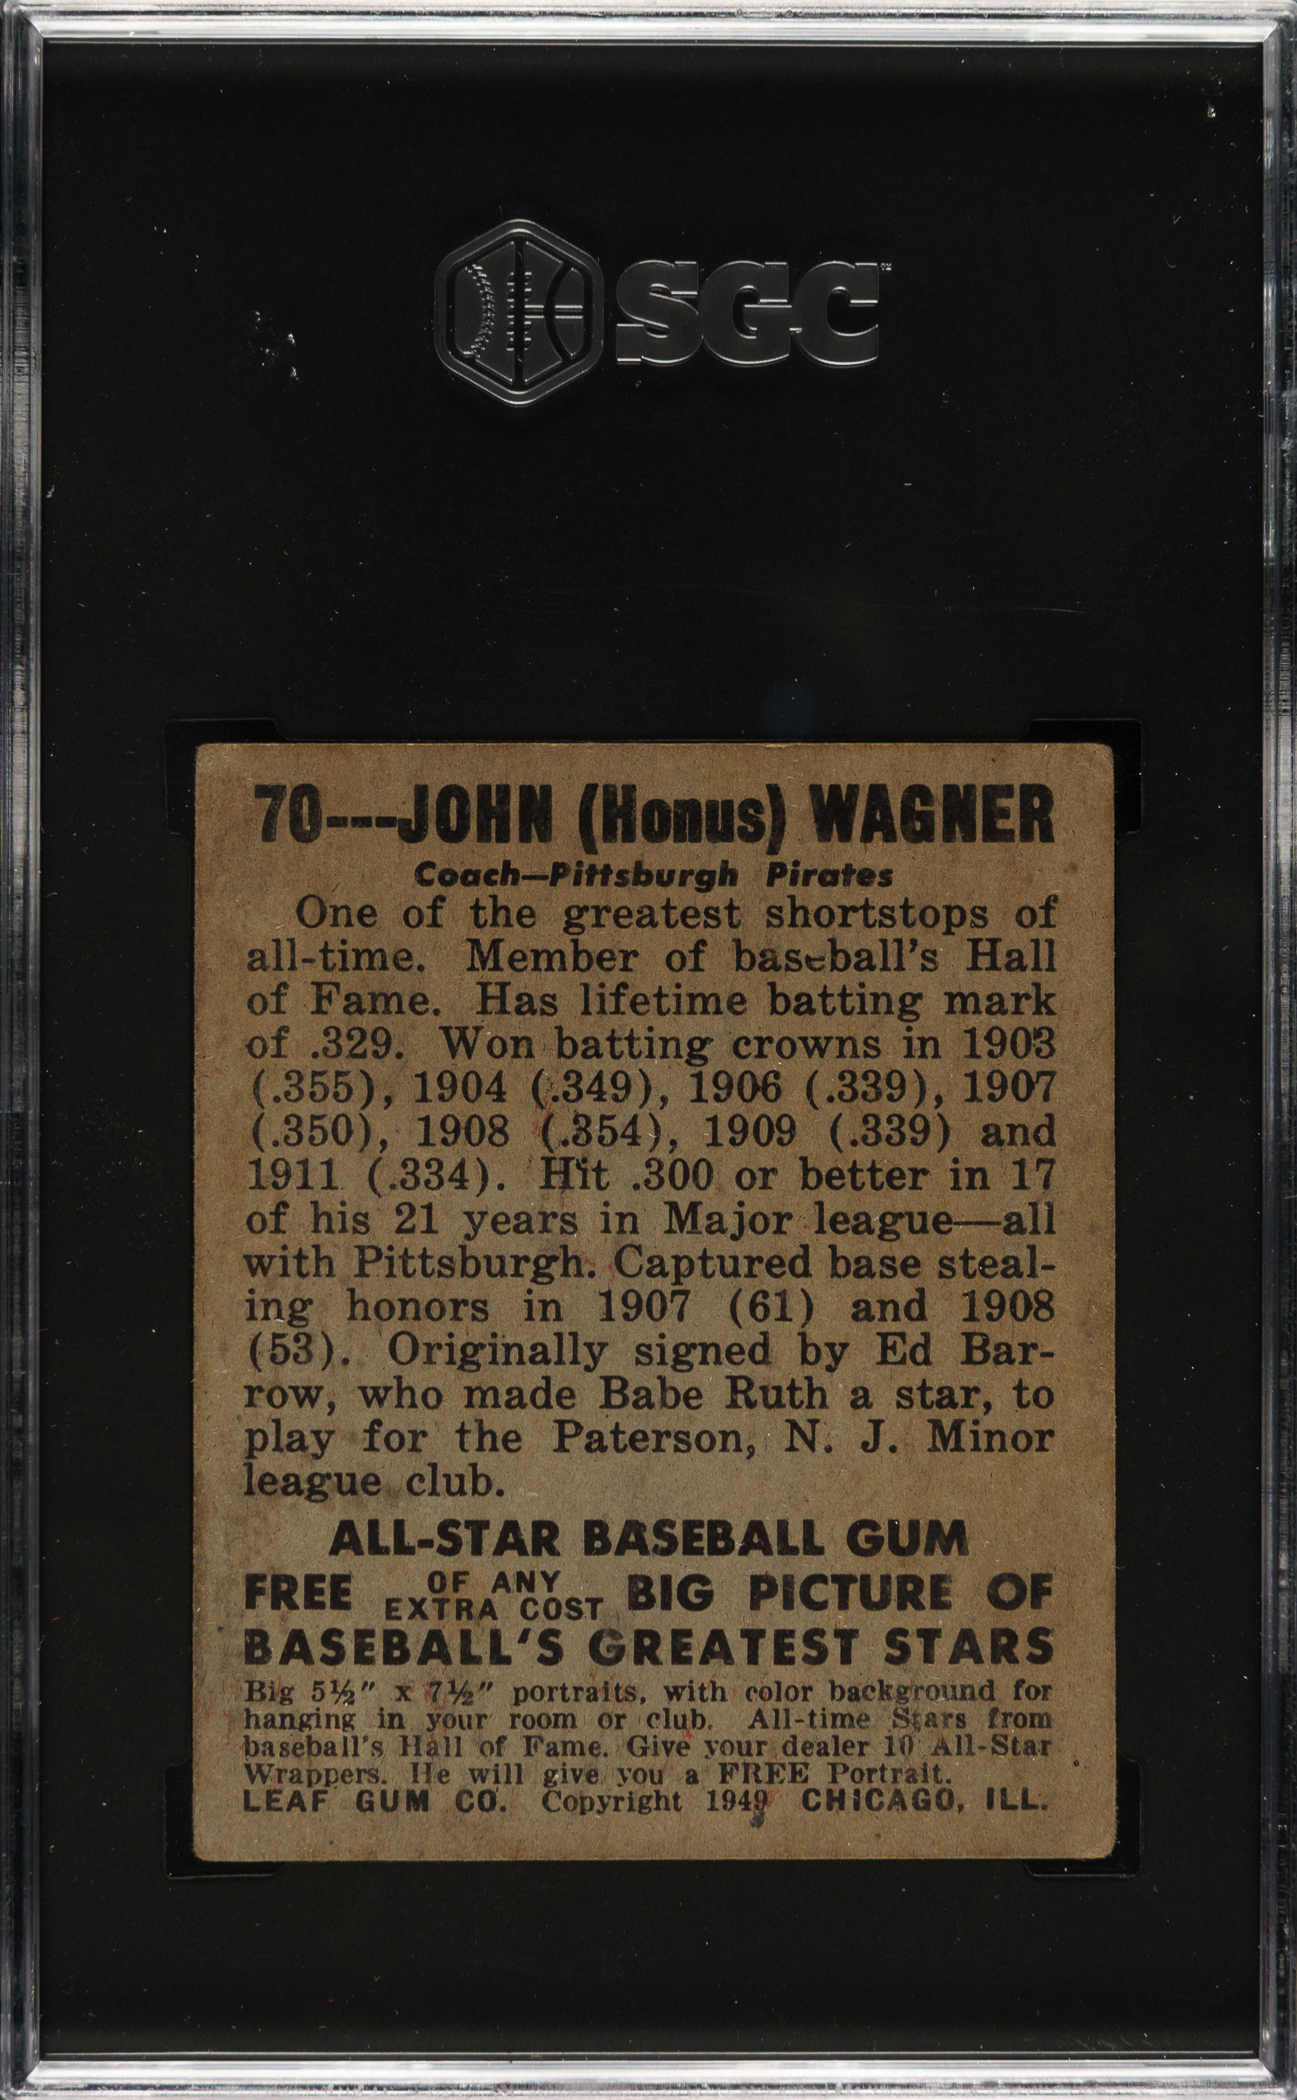 SGC
70---JOHN (Honus) WAGNER
Coach—Pittsburgh Pirates
One of the greatest shortstops of
all-time. Member of baseball's Hall
of Fame. Has lifetime batting mark
of .329. Won batting crowns in 1903
(.355), 1904 (.349), 1906 (.339), 1907
(.350), 1908 (.354), 1909 (.339) and
1911 (.334). Hit .300 or better in 17
of his 21 years in Major league—all
with Pittsburgh. Captured base steal-
ing honors in 1907 (61) and 1908
(53). Originally signed by Ed Bar-
row, who made Babe Ruth a star, to
play for the Paterson, N. J. Minor
league club.
ALL-STAR BASEBALL GUM
FREE OF ANY EXTRA COST BIG PICTURE OF
BASEBALL'S GREATEST STARS
Big 5½" x 7½" portraits, with color background for
hanging in your room or club. All-time Stars from
baseball's Hall of Fame. Give your dealer 10 All-Star
Wrappers. He will give you a FREE Portrait.
LEAF GUM CO. Copyright 1949 CHICAGO, ILL.